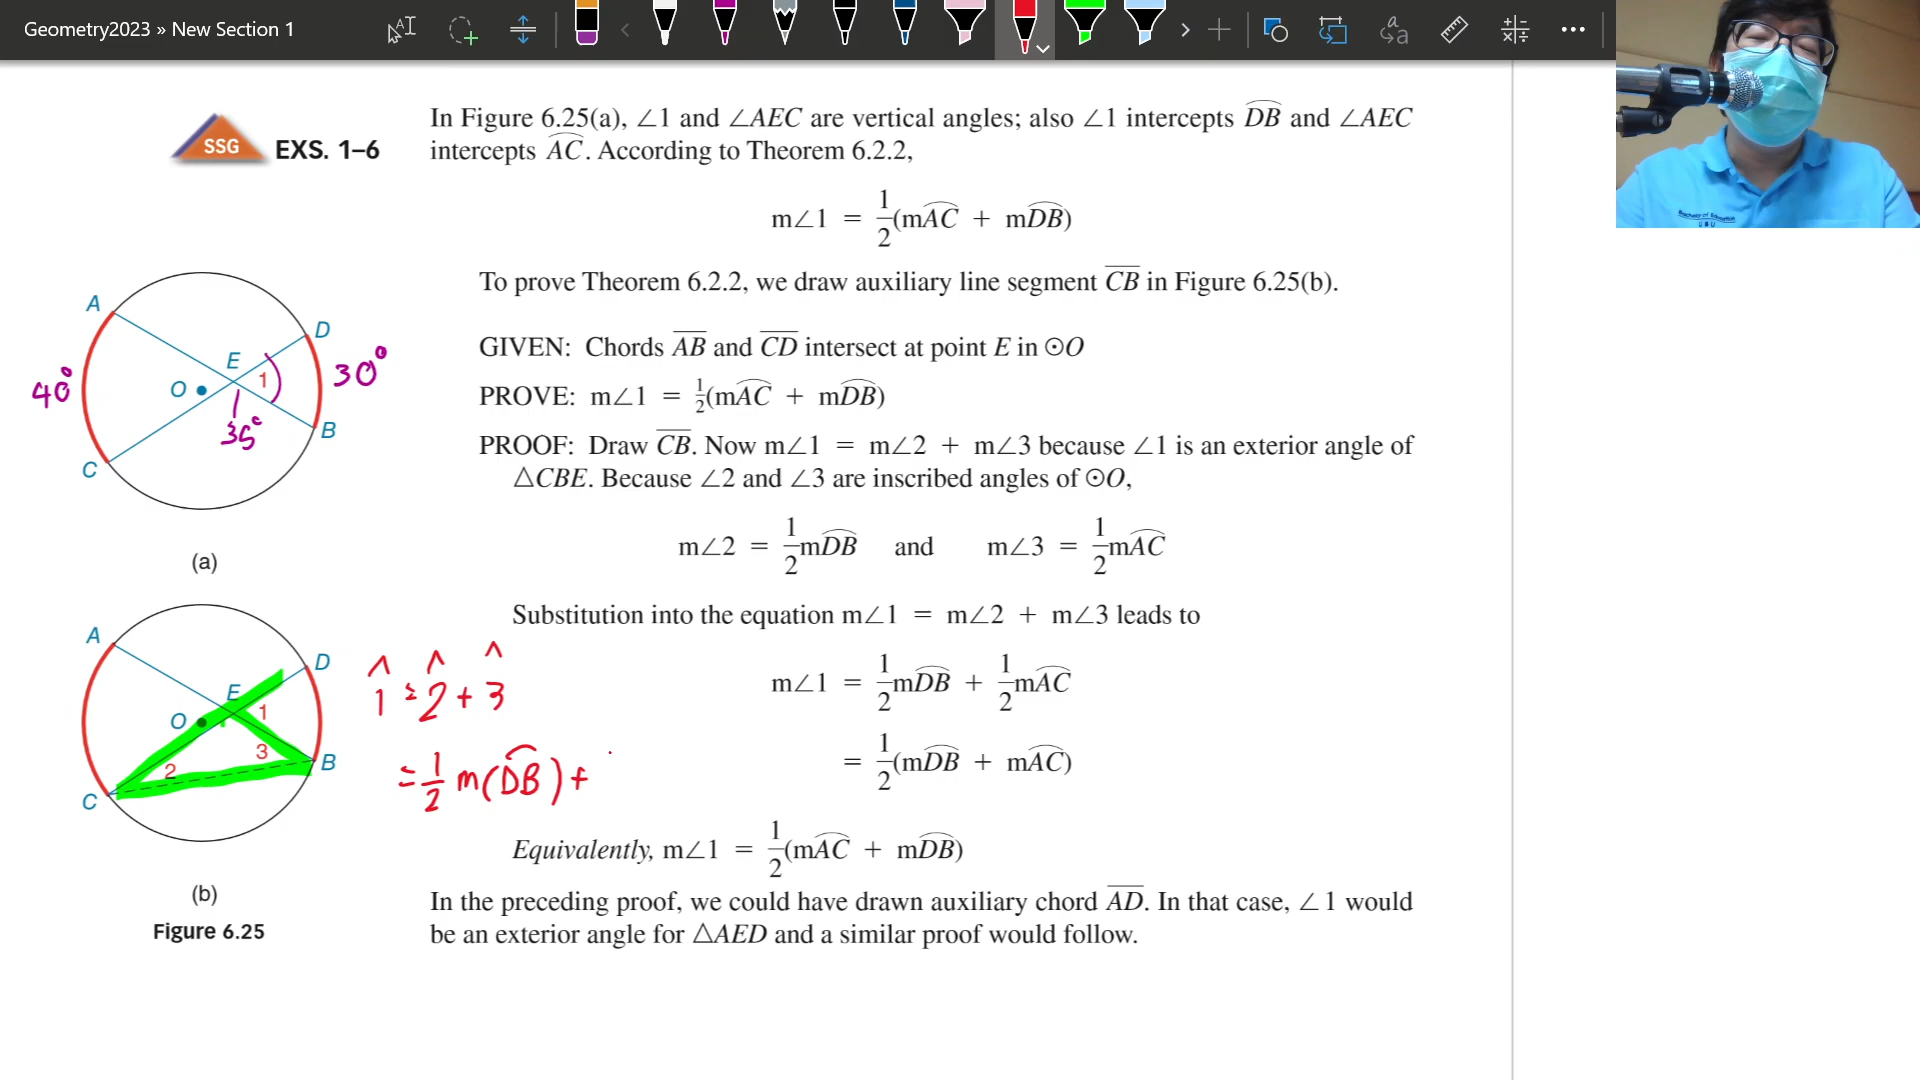 Geometry2023 » New Section 1
In Figure 6.25(a), ∠1 and ∠AEC are vertical angles; also ∠1 intercepts DB and ∠AEC
SSG EXS. 1–6
intercepts AC. According to Theorem 6.2.2,
m∠1 = 1/2(mAC + mDB)
To prove Theorem 6.2.2, we draw auxiliary line segment CB in Figure 6.25(b).
GIVEN: Chords AB and CD intersect at point E in ⊙O
PROVE: m∠1 = 1/2(mAC + mDB)
PROOF: Draw CB. Now m∠1 = m∠2 + m∠3 because ∠1 is an exterior angle of
△CBE. Because ∠2 and ∠3 are inscribed angles of ⊙O,
m∠2 = 1/2mDB and m∠3 = 1/2mAC
Substitution into the equation m∠1 = m∠2 + m∠3 leads to
m∠1 = 1/2mDB + 1/2mAC
= 1/2(mDB + mAC)
Equivalently, m∠1 = 1/2(mAC + mDB)
In the preceding proof, we could have drawn auxiliary chord AD. In that case, ∠1 would
be an exterior angle for △AED and a similar proof would follow.
A
D
E
1
30°
40°
O
35°
B
C
(a)
A
D
E
1
O
3
2
B
C
(b)
Figure 6.25
1 = 2 + 3
= 1/2 m(DB) +
Bachelor of Education
UBU